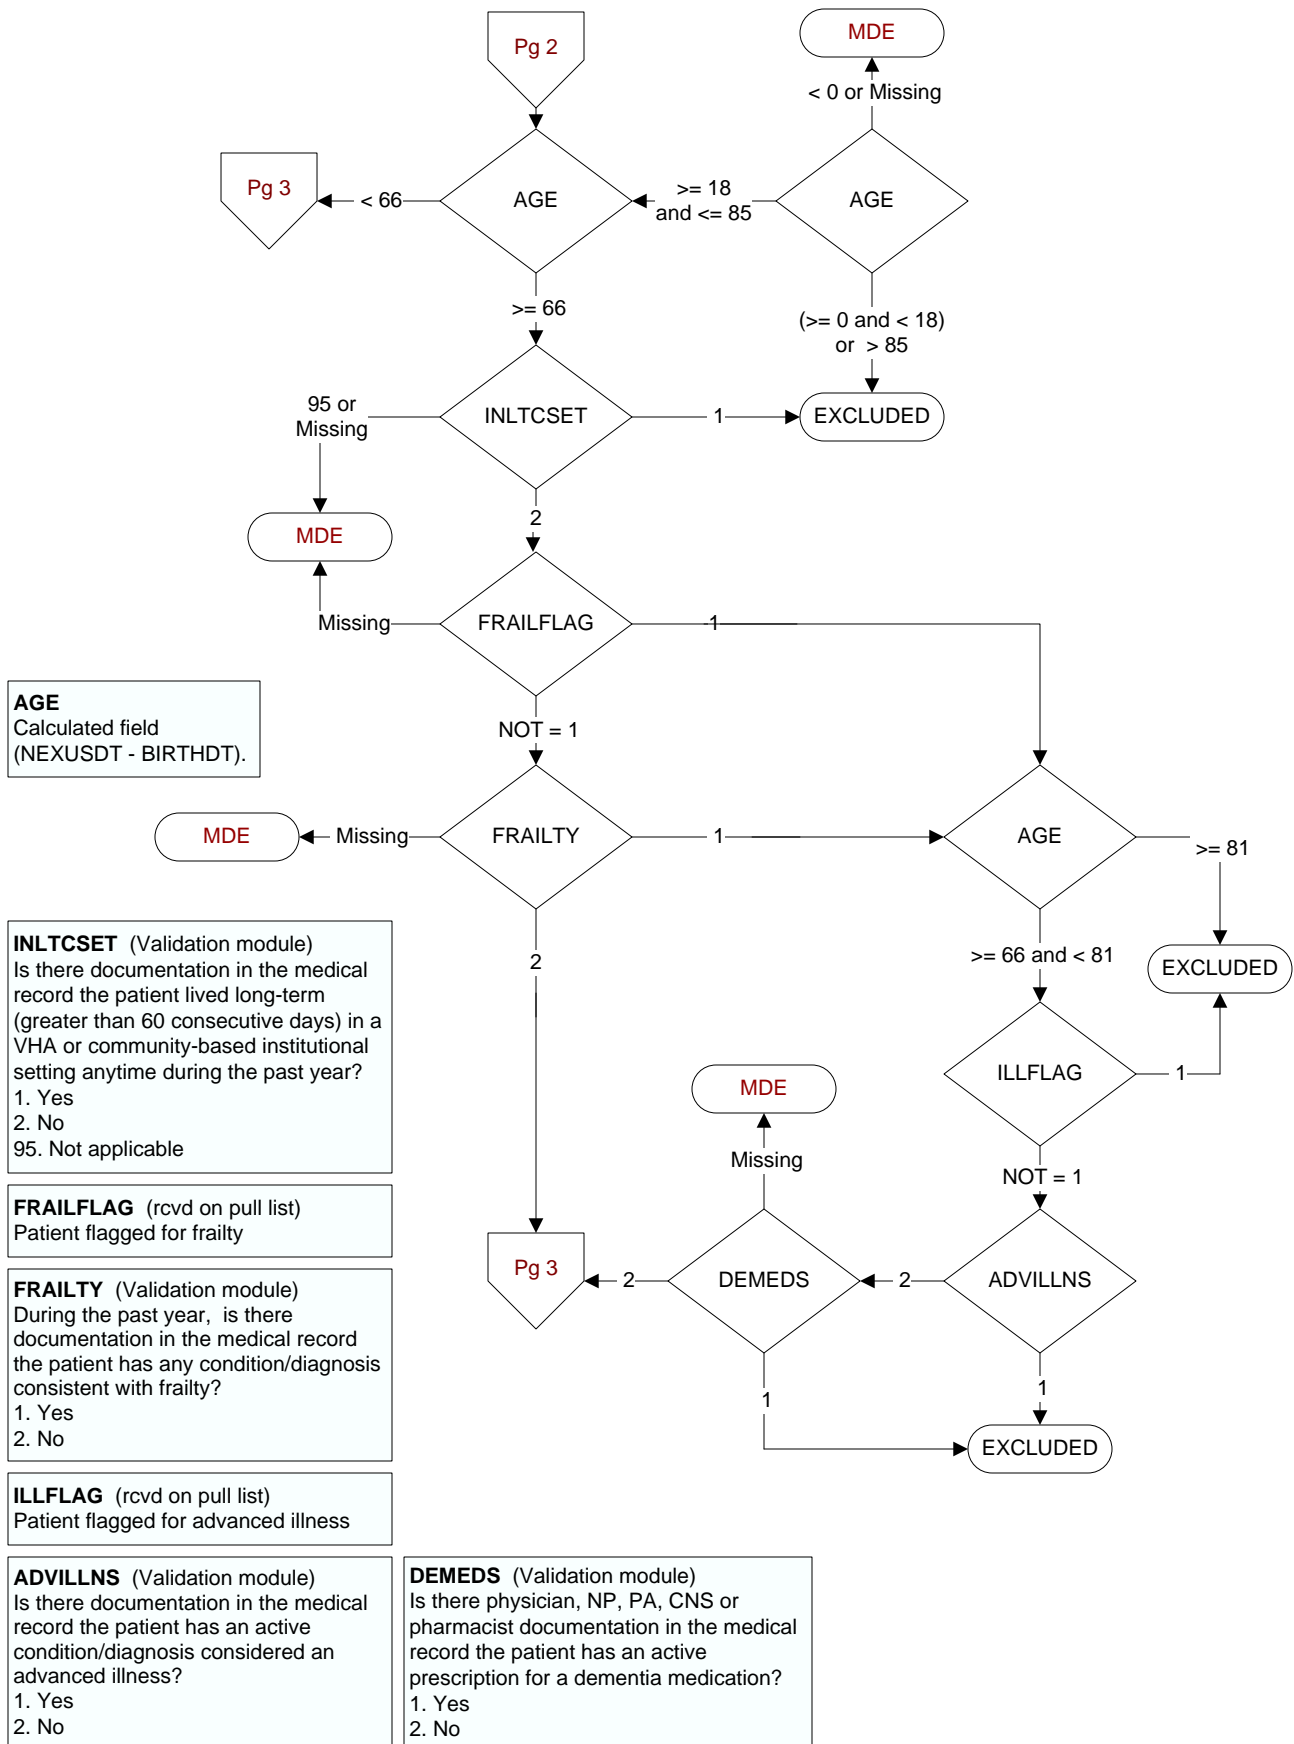 Pg 2
MDE
< 0 or Missing
Pg 3
< 66
AGE
>= 18
and <= 85
AGE
>= 66
(>= 0 and < 18)
or > 85
95 or
Missing
INLTCSET
1
EXCLUDED
2
MDE
Missing
FRAILFLAG
1
AGE
Calculated field
(NEXUSDT - BIRTHDT).
NOT = 1
MDE
Missing
FRAILTY
1
AGE
>= 81
INLTCSET (Validation module)
Is there documentation in the medical
record the patient lived long-term
(greater than 60 consecutive days) in a
VHA or community-based institutional
setting anytime during the past year?
1. Yes
2. No
95. Not applicable
2
>= 66 and < 81
EXCLUDED
ILLFLAG
1
MDE
Missing
NOT = 1
FRAILFLAG (rcvd on pull list)
Patient flagged for frailty
Pg 3
2
DEMEDS
2
ADVILLNS
FRAILTY (Validation module)
During the past year, is there
documentation in the medical record
the patient has any condition/diagnosis
consistent with frailty?
1. Yes
2. No
1
1
EXCLUDED
ILLFLAG (rcvd on pull list)
Patient flagged for advanced illness
ADVILLNS (Validation module)
Is there documentation in the medical
record the patient has an active
condition/diagnosis considered an
advanced illness?
1. Yes
2. No
DEMEDS (Validation module)
Is there physician, NP, PA, CNS or
pharmacist documentation in the medical
record the patient has an active
prescription for a dementia medication?
1. Yes
2. No